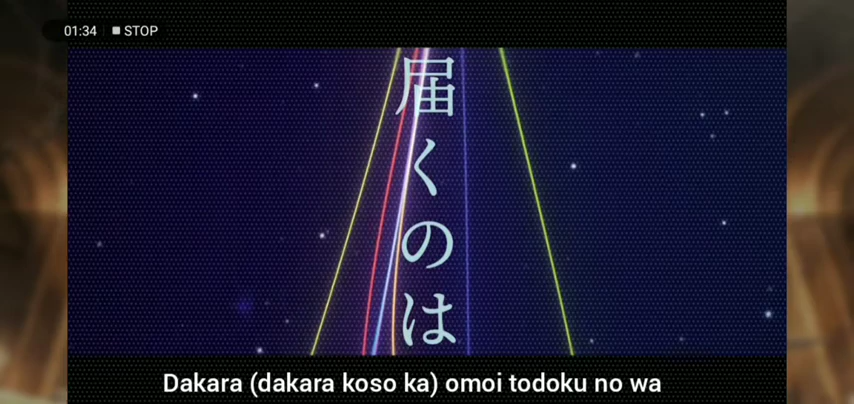 01:34 STOP
届くのは
Dakara (dakara koso ka) omoi todoku no wa